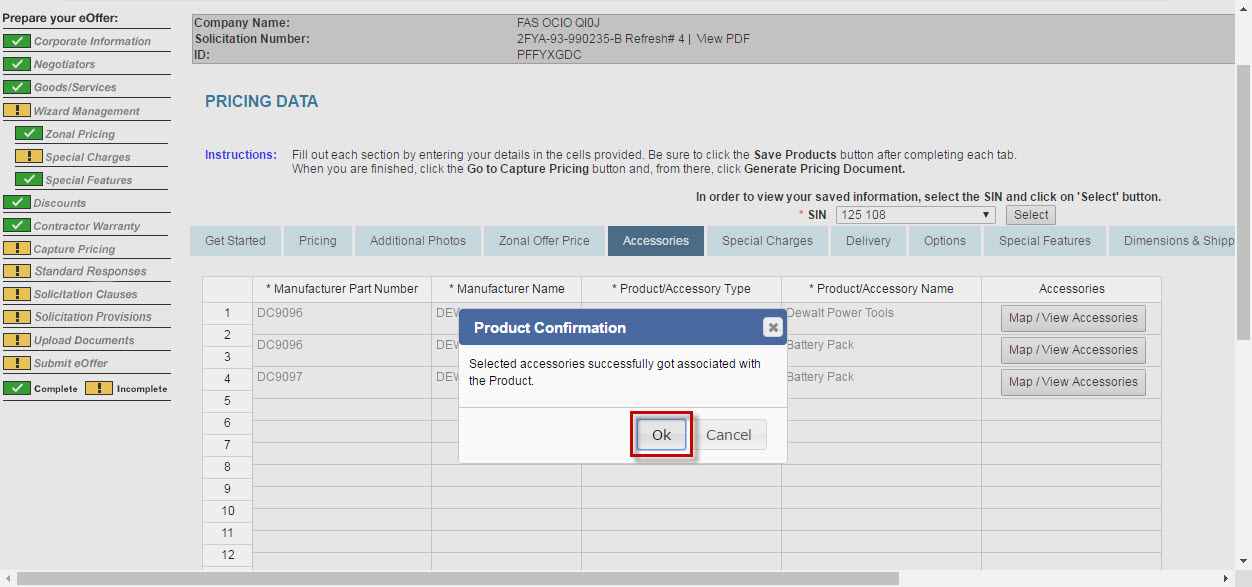 Prepare your eOffer:
Corporate Information
Negotiators
Goods/Services
Wizard Management
Zonal Pricing
Special Charges
Special Features
Discounts
Contractor Warranty
Capture Pricing
Standard Responses
Solicitation Clauses
Solicitation Provisions
Upload Documents
Submit eOffer
Complete ! Incomplete
Company Name: FAS OCIO QI0J
Solicitation Number: 2FYA-93-990235-B Refresh# 4 | View PDF
ID: PFFYXGDC
PRICING DATA
Instructions: Fill out each section by entering your details in the cells provided. Be sure to click the Save Products button after completing each tab.
When you are finished, click the Go to Capture Pricing button and, from there, click Generate Pricing Document.
In order to view your saved information, select the SIN and click on 'Select' button.
* SIN 125 108 Select
Get Started Pricing Additional Photos Zonal Offer Price Accessories Special Charges Delivery Options Special Features Dimensions & Shipp
* Manufacturer Part Number * Manufacturer Name * Product/Accessory Type * Product/Accessory Name Accessories
1 DC9096 DEW Dewalt Power Tools Map / View Accessories
2 DC9096 DEW Battery Pack Map / View Accessories
3 DC9097 DEW Battery Pack Map / View Accessories
4
5
6
7
8
9
10
11
12
Product Confirmation
Selected accessories successfully got associated with
the Product.
Ok Cancel